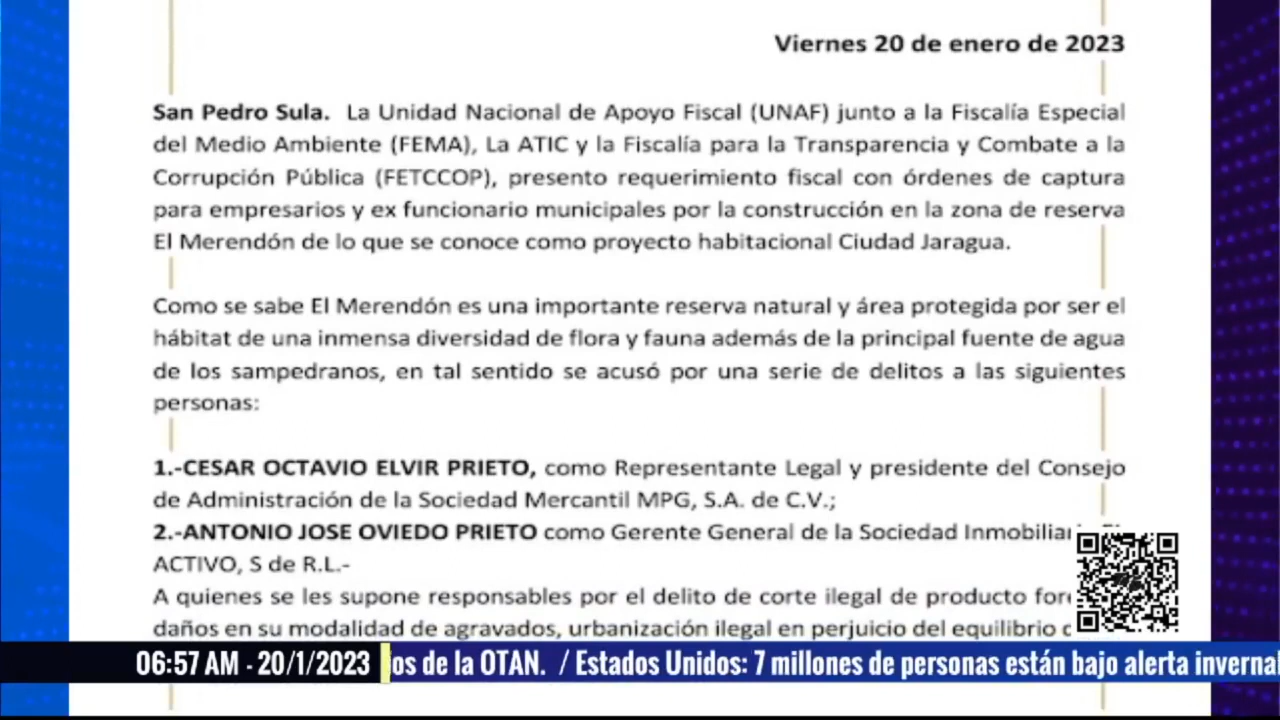 Viernes 20 de enero de 2023
San Pedro Sula. La Unidad Nacional de Apoyo Fiscal (UNAF) junto a la Fiscalía Especial
del Medio Ambiente (FEMA), La ATIC y la Fiscalía para la Transparencia y Combate a la
Corrupción Pública (FETCCOP), presento requerimiento fiscal con órdenes de captura
para empresarios y ex funcionario municipales por la construcción en la zona de reserva
El Merendón de lo que se conoce como proyecto habitacional Ciudad Jaragua.
Como se sabe El Merendón es una importante reserva natural y área protegida por ser el
hábitat de una inmensa diversidad de flora y fauna además de la principal fuente de agua
de los sampedranos, en tal sentido se acusó por una serie de delitos a las siguientes
personas:
1.-CESAR OCTAVIO ELVIR PRIETO, como Representante Legal y presidente del Consejo
de Administración de la Sociedad Mercantil MPG, S.A. de C.V.;
2.-ANTONIO JOSE OVIEDO PRIETO como Gerente General de la Sociedad
ACTIVO, S de R.L.-
A quienes se les supone responsables por el delito de corte ilegal de producto
daños en su modalidad de agravados, urbanización ilegal en perjuicio del equilibrio
06:57 AM - 20/1/2023 os de la OTAN. / Estados Unidos: 7 millones de personas están bajo alerta inverna